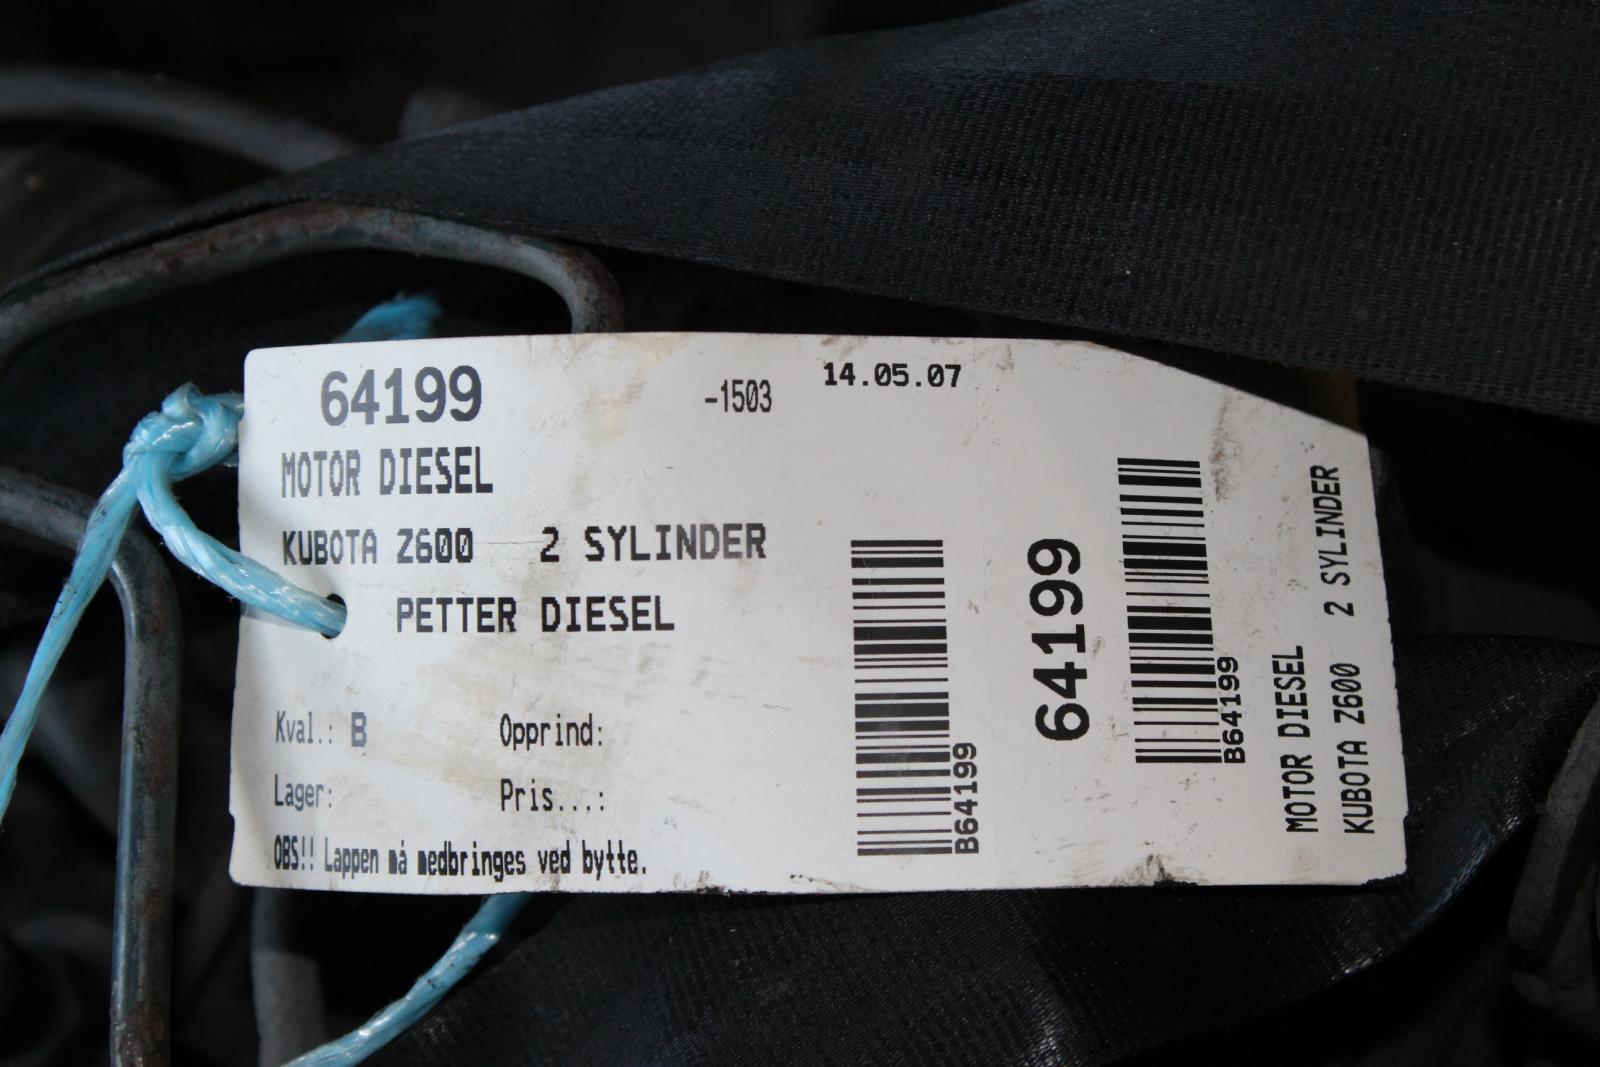 64199 -1503 14.05.07
MOTOR DIESEL
KUBOTA Z600 2 SYLINDER
PETTER DIESEL
Kval.: B Opprind:
Lager: Pris...:
OBS!! Lappen må medbringes ved bytte.
B64199
64199
B64199
MOTOR DIESEL
KUBOTA Z600 2 SYLINDER